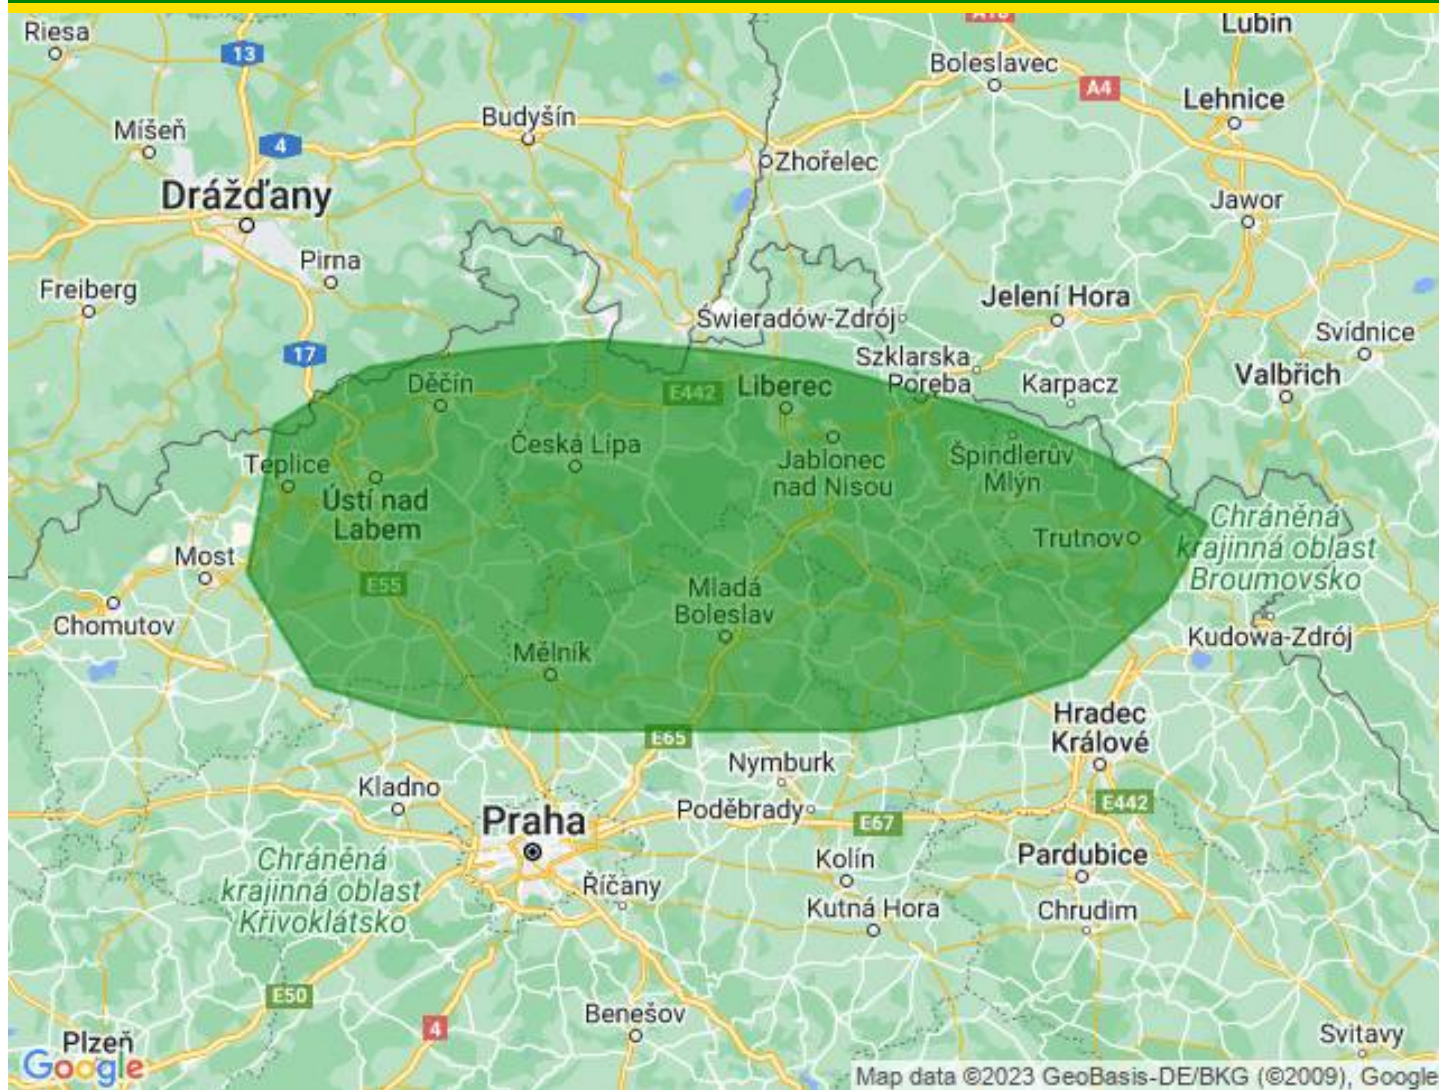 A18
Lubin
Riesa
13
Boleslavec
A4
Lehnice
Míšeň
4
Budyšín
Zhořelec
Drážďany
Jawor
Pirna
Freiberg
Jelení Hora
Świeradów-Zdrój
Svídnice
17
Szklarska
Poręba
Karpacz
Valbřich
Děčín
E442
Liberec
Česká Lípa
Teplice
Jablonec
nad Nisou
Špindlerův
Mlýn
Ústí nad
Labem
Trutnov
Chráněná
krajinná oblast
Broumovsko
Most
E55
Mladá
Boleslav
Chomutov
Kudowa-Zdrój
Mělník
Hradec
Králové
E65
Nymburk
Kladno
Poděbrady
E442
Praha
E67
Chráněná
krajinná oblast
Křivoklátsko
Kolín
Pardubice
Říčany
Kutná Hora
Chrudim
E50
Benešov
4
Svitavy
Plzeň
Google
Map data ©2023 GeoBasis-DE/BKG (©2009), Google